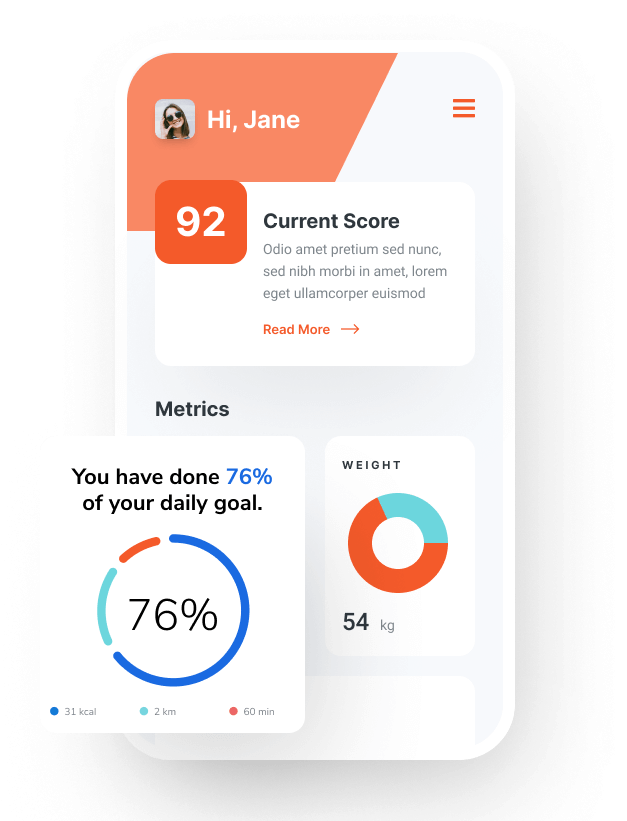 Hi, Jane
92
Current Score
Odio amet pretium sed nunc,
sed nibh morbi in amet, lorem
eget ullamcorper euismod
Read More
Metrics
You have done 76%
of your daily goal.
76%
31 kcal
2 km
60 min
WEIGHT
54 kg